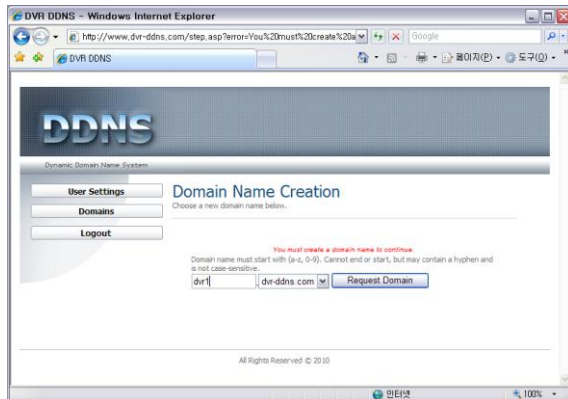 DVR DDNS - Windows Internet Explorer
http://www.dvr-ddns.com/step.asp?error=You%20must%20create%20a
Google
DVR DDNS
페이지(P)
도구(O)
DDNS
Dynamic Domain Name System
User Settings
Domains
Logout
Domain Name Creation
Choose a new domain name below.
You must create a domain name to continue.
Domain name must start with (a-z, 0-9). Cannot end or start, but may contain a hyphen and
is not case-sensitive.
dvr1 . dvr-ddns.com Request Domain
All Rights Reserved © 2010
인터넷
100%